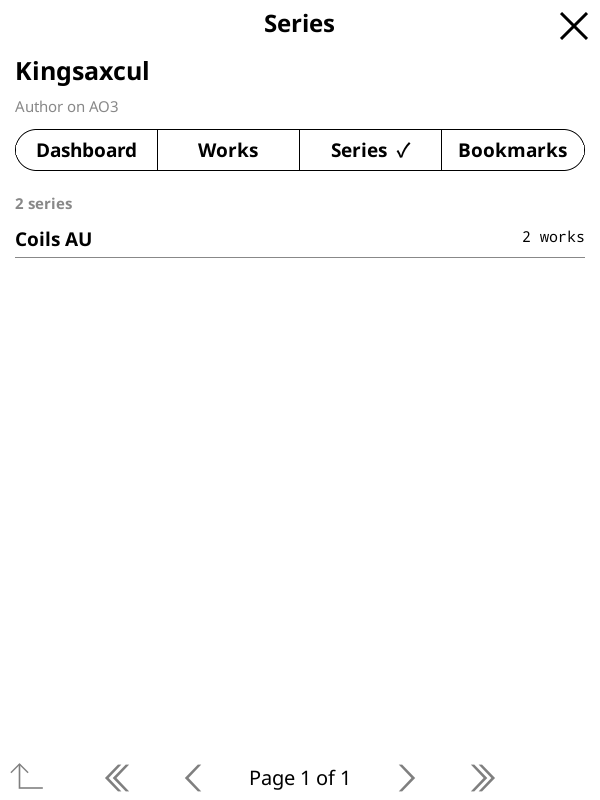 Series
Kingsaxcul
Author on AO3
Dashboard Works Series ✓ Bookmarks
2 series
Coils AU 2 works
Page 1 of 1